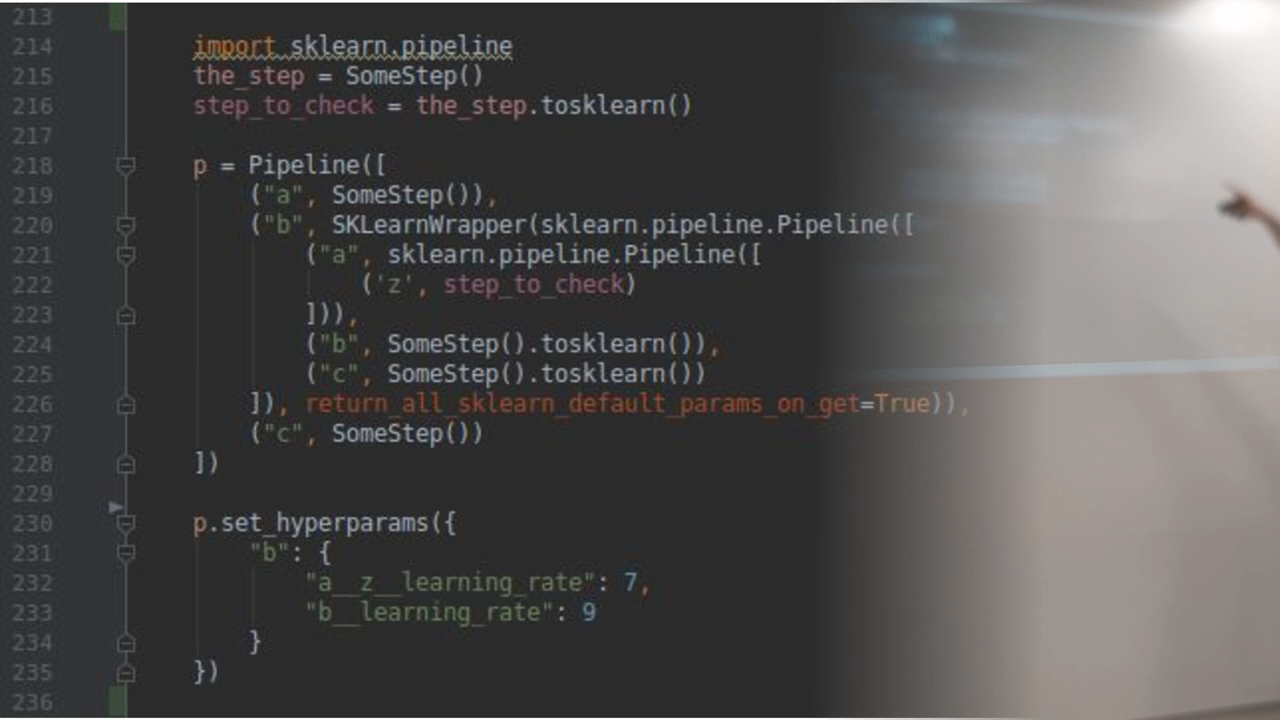 213
214 import sklearn.pipeline
215 the_step = SomeStep()
216 step_to_check = the_step.tosklearn()
217
218 p = Pipeline([
219     ("a", SomeStep()),
220     ("b", SKLearnWrapper(sklearn.pipeline.Pipeline([
221         ("a", sklearn.pipeline.Pipeline([
222             ('z', step_to_check)
223         ])),
224         ("b", SomeStep().tosklearn()),
225         ("c", SomeStep().tosklearn())
226     ]), return_all_sklearn_default_params_on_get=True)),
227     ("c", SomeStep())
228 ])
229
230 p.set_hyperparams({
231     "b": {
232         "a__z__learning_rate": 7,
233         "b__learning_rate": 9
234     }
235 })
236